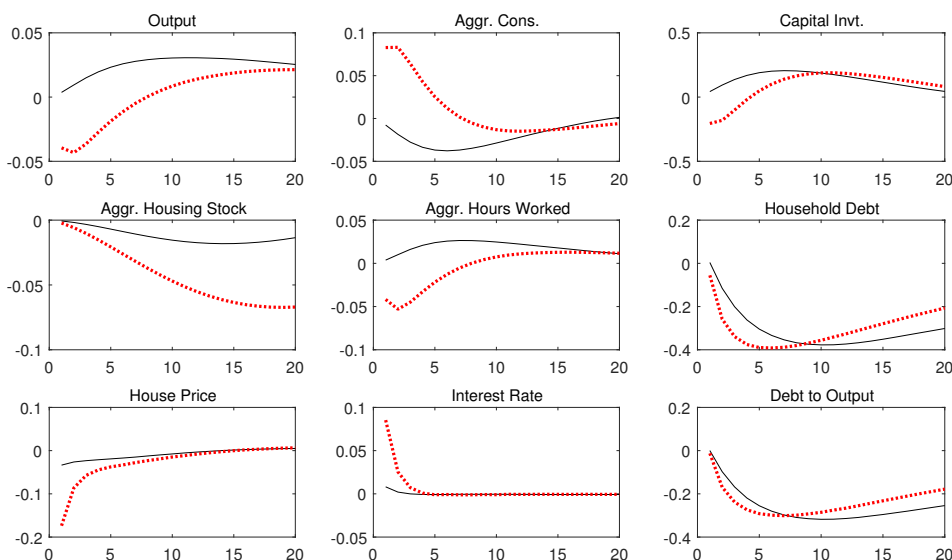 Output
0.05
0
-0.05
0 5 10 15 20
Aggr. Cons.
0.1
0.05
0
-0.05
0 5 10 15 20
Capital Invt.
0.5
0
-0.5
0 5 10 15 20
Aggr. Housing Stock
0
-0.05
-0.1
0 5 10 15 20
Aggr. Hours Worked
0.05
0
-0.05
-0.1
0 5 10 15 20
Household Debt
0.2
0
-0.2
-0.4
0 5 10 15 20
House Price
0.1
0
-0.1
-0.2
0 5 10 15 20
Interest Rate
0.1
0.05
0
-0.05
0 5 10 15 20
Debt to Output
0.2
0
-0.2
-0.4
0 5 10 15 20